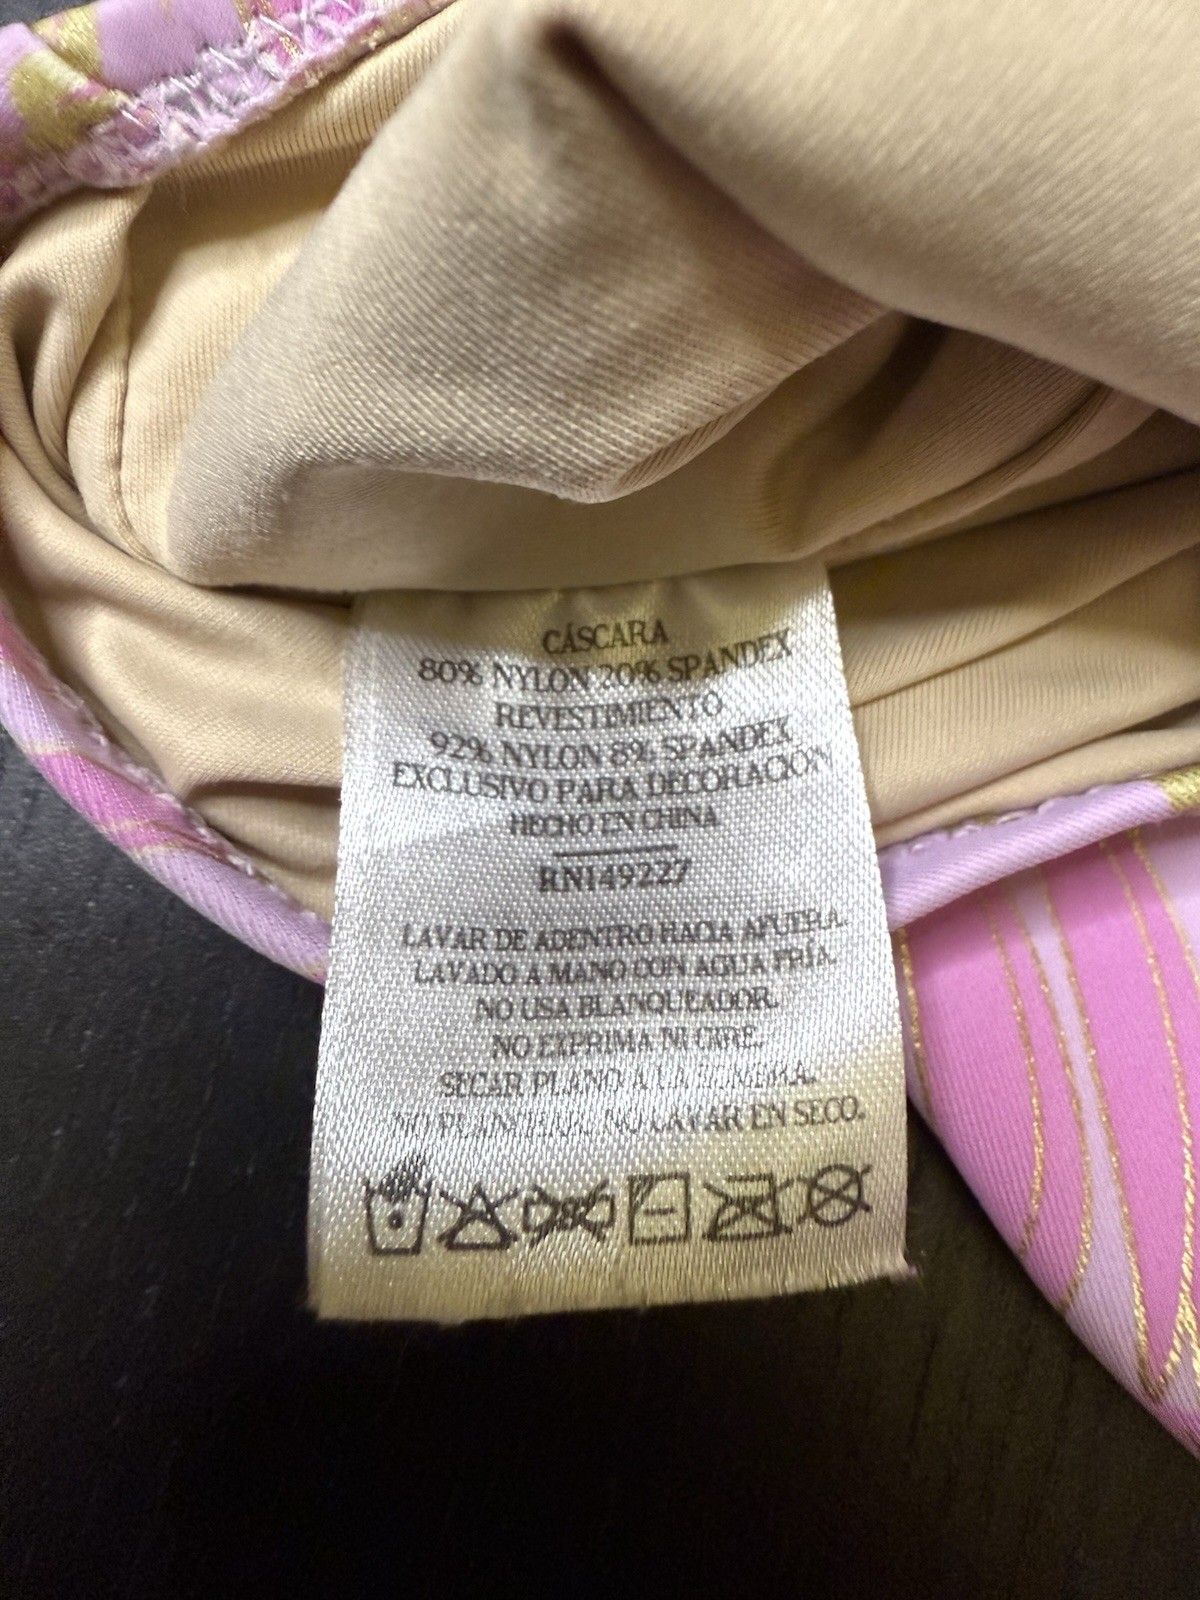 CÁSCARA
80% NYLON 20% SPANDEX
REVESTIMIENTO
92% NYLON 8% SPANDEX
EXCLUSIVO PARA DECORACIÓN
HECHO EN CHINA
RN149227
LAVAR DE ADENTRO HACIA AFUERA.
LAVADO A MANO CON AGUA FRÍA.
NO USA BLANQUEADOR.
NO EXPRIMA NI GIRE.
SECAR PLANO A LA SOMBRA.
NO PLANCHAR. NO LAVAR EN SECO.